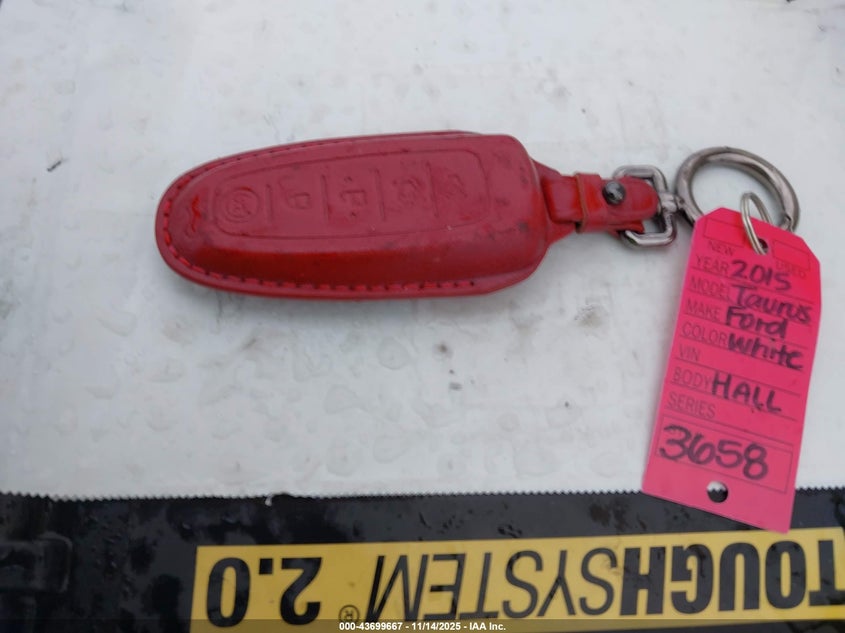 NEW USED
YEAR 2015
MODEL Taurus
MAKE Ford
COLOR White
VIN
BODY HALL
SERIES
3658
TOUGHSYSTEM® 2.0
000-43699667 - 11/14/2025 - IAA Inc.